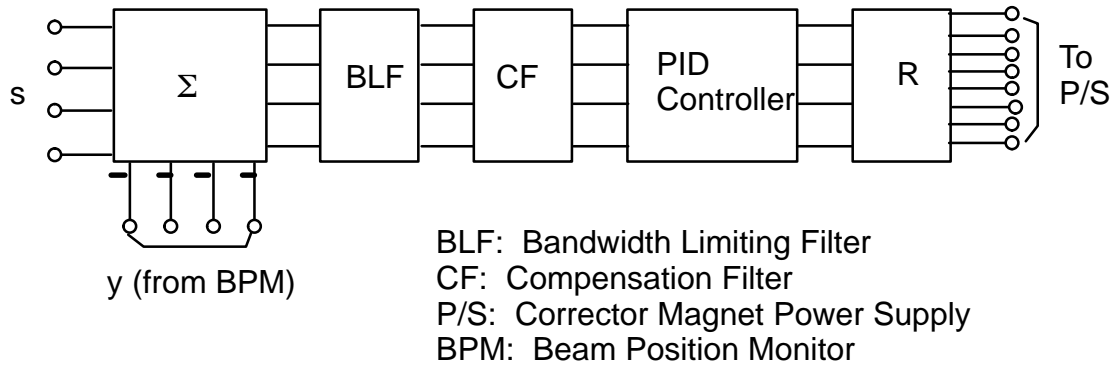 s
Σ
BLF
CF
PID
Controller
R
To
P/S
y (from BPM)
BLF: Bandwidth Limiting Filter
CF: Compensation Filter
P/S: Corrector Magnet Power Supply
BPM: Beam Position Monitor